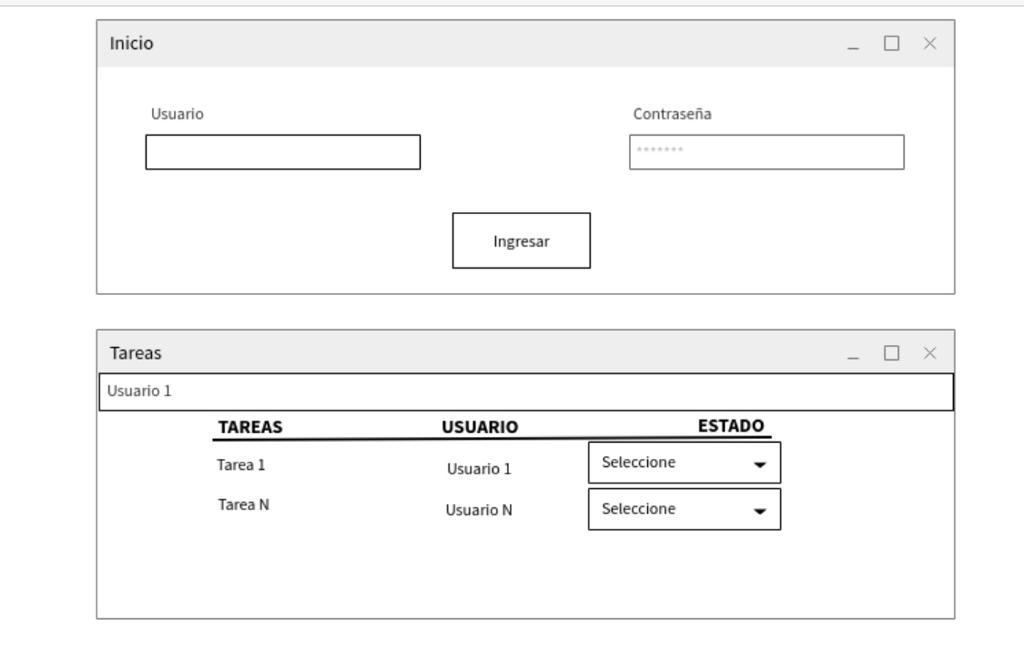 Inicio
Usuario Contraseña
*******
Ingresar
Tareas
Usuario 1
TAREAS USUARIO ESTADO
Tarea 1 Usuario 1 Seleccione
Tarea N Usuario N Seleccione